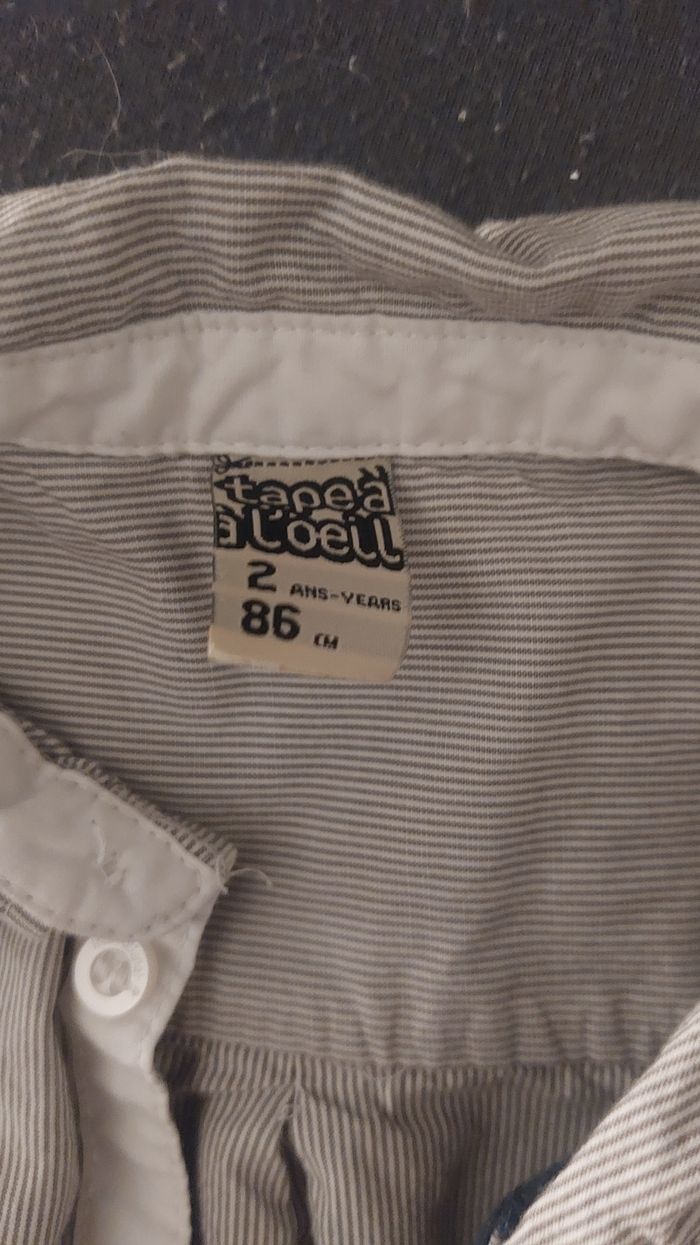 tape à
à l'oeil
2 ANS-YEARS
86 CM